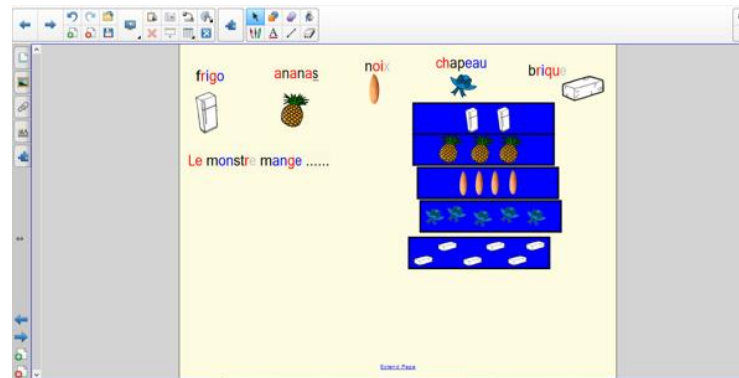 frigo ananas noix chapeau brique
Le monstre mange ......
Extend Page